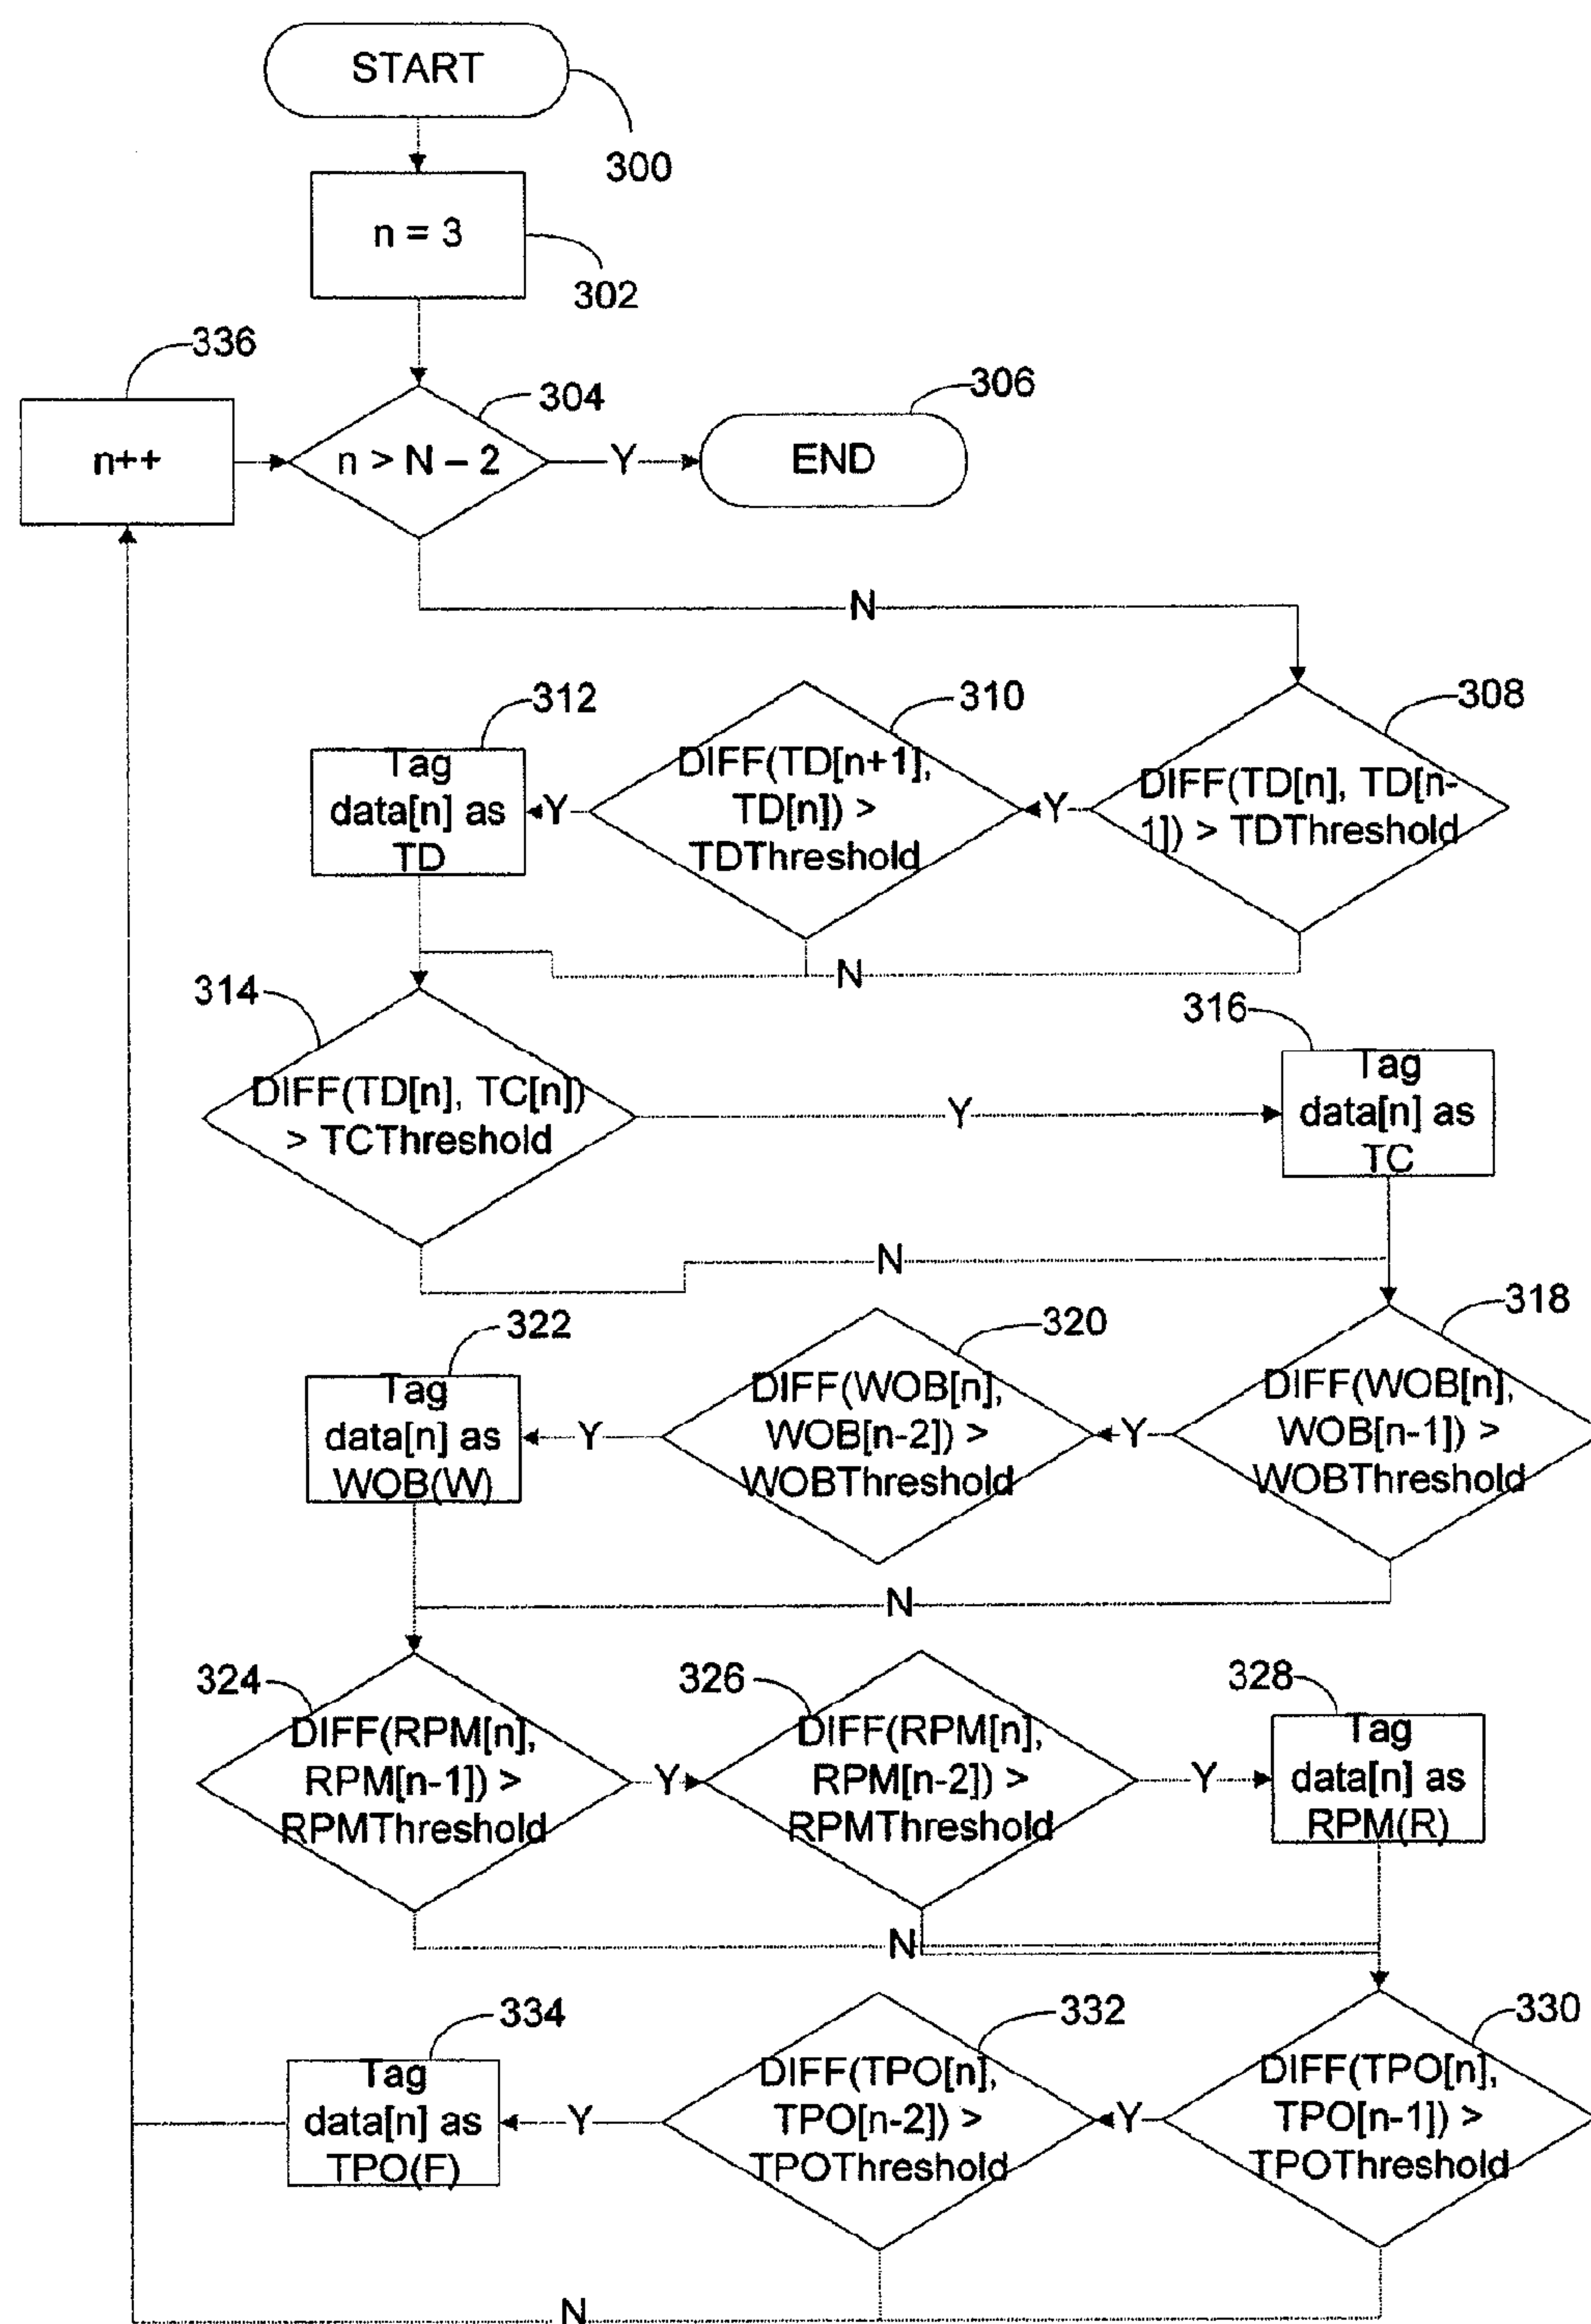 START
300
n = 3
302
336
304
306
n++
n > N – 2
Y
END
N
312
310
308
Tag
data[n] as
TD
Y
DIFF(TD[n+1],
TD[n]) >
TDThreshold
Y
DIFF(TD[n], TD[n-
1]) > TDThreshold
N
314
316
DIFF(TD[n], TC[n])
> TCThreshold
Y
Tag
data[n] as
TC
N
322
320
318
Tag
data[n] as
WOB(W)
Y
DIFF(WOB[n],
WOB[n-2]) >
WOBThreshold
Y
DIFF(WOB[n],
WOB[n-1]) >
WOBThreshold
N
324
326
328
DIFF(RPM[n],
RPM[n-1]) >
RPMThreshold
Y
DIFF(RPM[n],
RPM[n-2]) >
RPMThreshold
Y
Tag
data[n] as
RPM(R)
N
334
332
330
Tag
data[n] as
TPO(F)
Y
DIFF(TPO[n],
TPO[n-2]) >
TPOThreshold
Y
DIFF(TPO[n],
TPO[n-1]) >
TPOThreshold
N